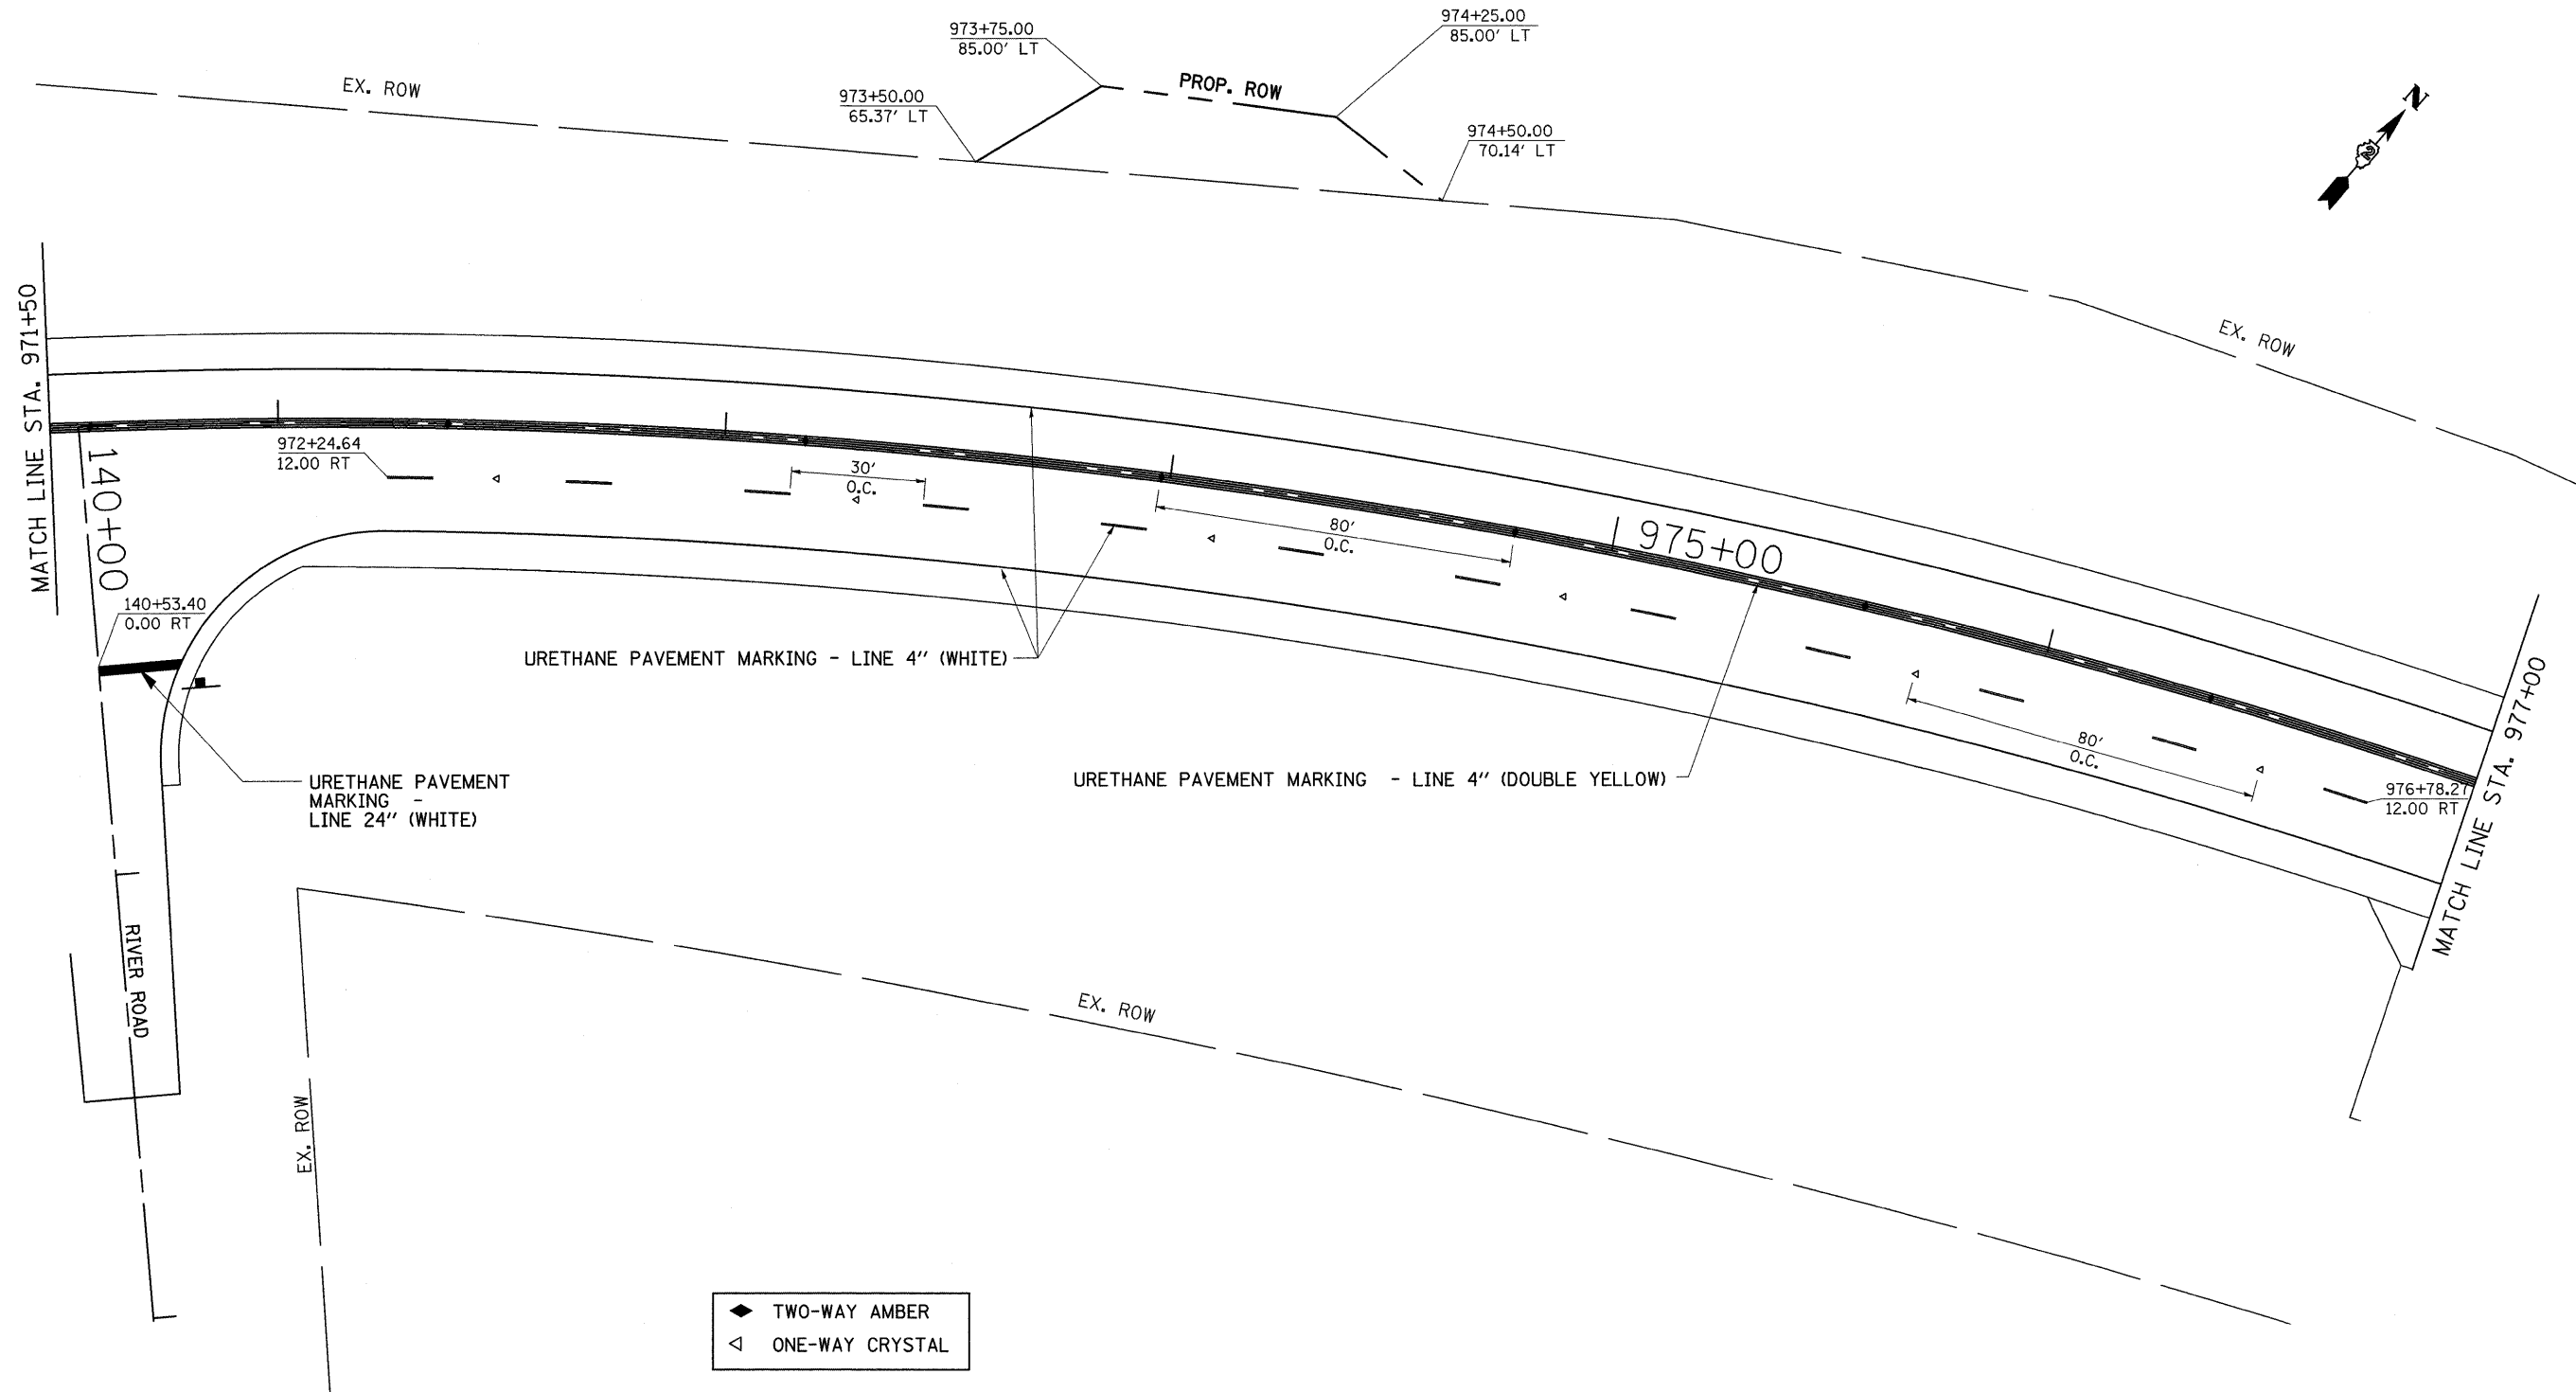 973+75.00
85.00' LT
974+25.00
85.00' LT
EX. ROW
PROP. ROW
973+50.00
65.37' LT
974+50.00
70.14' LT
N
2
EX. ROW
MATCH LINE STA. 971+50
140+00
972+24.64
12.00 RT
30'
O.C.
80'
O.C.
975+00
140+53.40
0.00 RT
URETHANE PAVEMENT MARKING - LINE 4" (WHITE)
URETHANE PAVEMENT
MARKING -
LINE 24" (WHITE)
URETHANE PAVEMENT MARKING - LINE 4" (DOUBLE YELLOW)
80'
O.C.
976+78.27
12.00 RT
MATCH LINE STA. 977+00
RIVER ROAD
EX. ROW
EX. ROW
TWO-WAY AMBER
ONE-WAY CRYSTAL